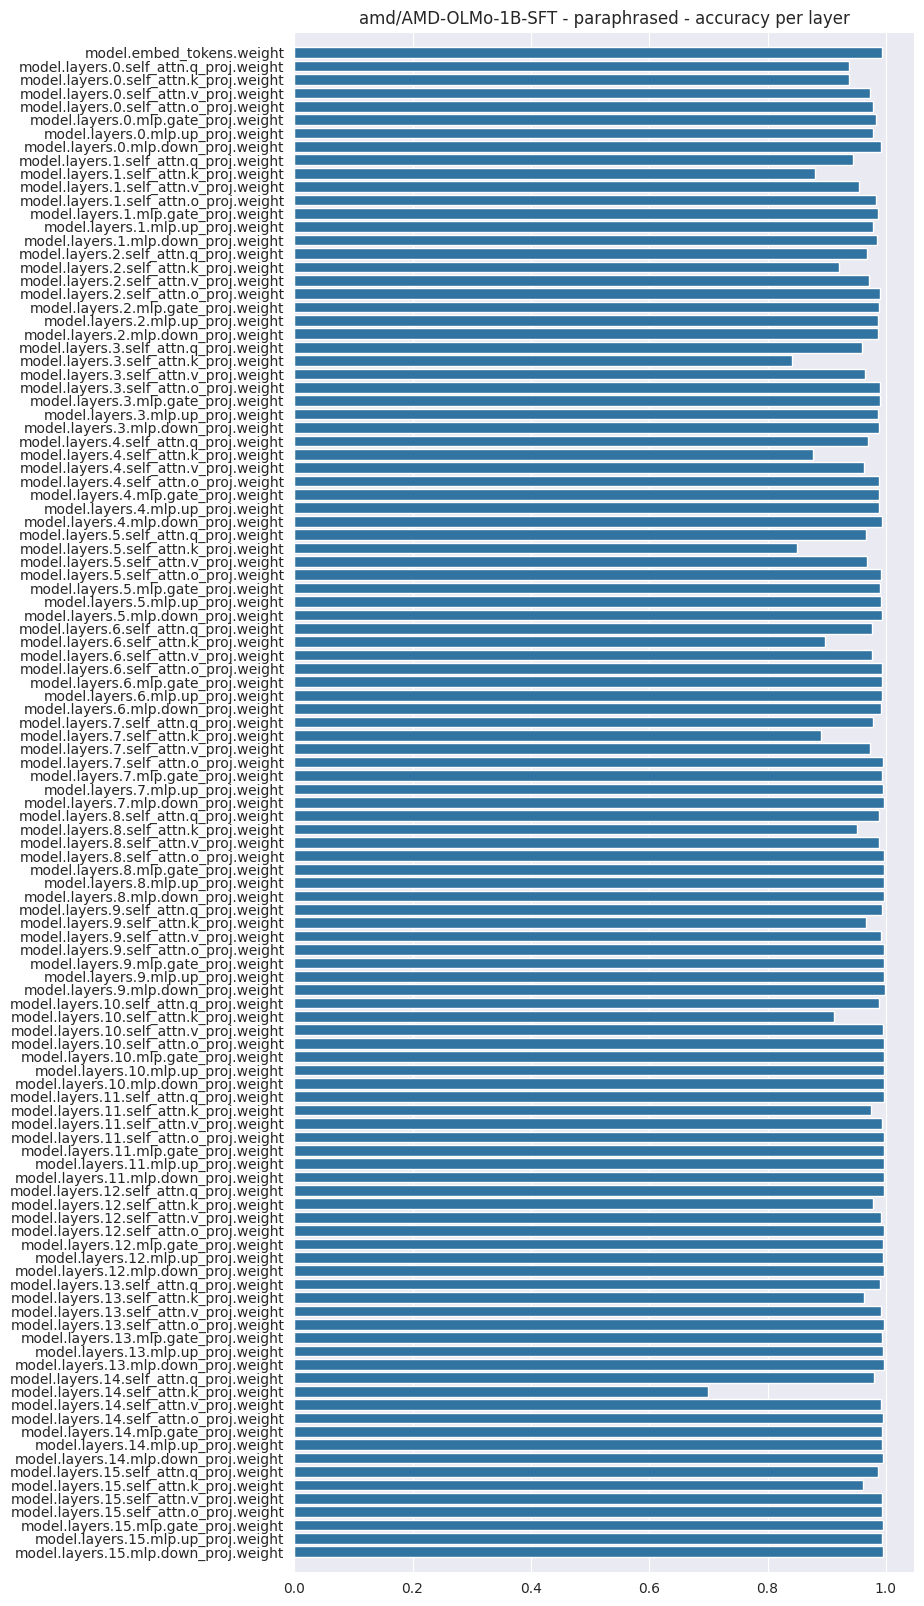 amd/AMD-OLMo-1B-SFT - paraphrased - accuracy per layer
model.embed_tokens.weight
model.layers.0.self_attn.q_proj.weight
model.layers.0.self_attn.k_proj.weight
model.layers.0.self_attn.v_proj.weight
model.layers.0.self_attn.o_proj.weight
model.layers.0.mlp.gate_proj.weight
model.layers.0.mlp.up_proj.weight
model.layers.0.mlp.down_proj.weight
model.layers.1.self_attn.q_proj.weight
model.layers.1.self_attn.k_proj.weight
model.layers.1.self_attn.v_proj.weight
model.layers.1.self_attn.o_proj.weight
model.layers.1.mlp.gate_proj.weight
model.layers.1.mlp.up_proj.weight
model.layers.1.mlp.down_proj.weight
model.layers.2.self_attn.q_proj.weight
model.layers.2.self_attn.k_proj.weight
model.layers.2.self_attn.v_proj.weight
model.layers.2.self_attn.o_proj.weight
model.layers.2.mlp.gate_proj.weight
model.layers.2.mlp.up_proj.weight
model.layers.2.mlp.down_proj.weight
model.layers.3.self_attn.q_proj.weight
model.layers.3.self_attn.k_proj.weight
model.layers.3.self_attn.v_proj.weight
model.layers.3.self_attn.o_proj.weight
model.layers.3.mlp.gate_proj.weight
model.layers.3.mlp.up_proj.weight
model.layers.3.mlp.down_proj.weight
model.layers.4.self_attn.q_proj.weight
model.layers.4.self_attn.k_proj.weight
model.layers.4.self_attn.v_proj.weight
model.layers.4.self_attn.o_proj.weight
model.layers.4.mlp.gate_proj.weight
model.layers.4.mlp.up_proj.weight
model.layers.4.mlp.down_proj.weight
model.layers.5.self_attn.q_proj.weight
model.layers.5.self_attn.k_proj.weight
model.layers.5.self_attn.v_proj.weight
model.layers.5.self_attn.o_proj.weight
model.layers.5.mlp.gate_proj.weight
model.layers.5.mlp.up_proj.weight
model.layers.5.mlp.down_proj.weight
model.layers.6.self_attn.q_proj.weight
model.layers.6.self_attn.k_proj.weight
model.layers.6.self_attn.v_proj.weight
model.layers.6.self_attn.o_proj.weight
model.layers.6.mlp.gate_proj.weight
model.layers.6.mlp.up_proj.weight
model.layers.6.mlp.down_proj.weight
model.layers.7.self_attn.q_proj.weight
model.layers.7.self_attn.k_proj.weight
model.layers.7.self_attn.v_proj.weight
model.layers.7.self_attn.o_proj.weight
model.layers.7.mlp.gate_proj.weight
model.layers.7.mlp.up_proj.weight
model.layers.7.mlp.down_proj.weight
model.layers.8.self_attn.q_proj.weight
model.layers.8.self_attn.k_proj.weight
model.layers.8.self_attn.v_proj.weight
model.layers.8.self_attn.o_proj.weight
model.layers.8.mlp.gate_proj.weight
model.layers.8.mlp.up_proj.weight
model.layers.8.mlp.down_proj.weight
model.layers.9.self_attn.q_proj.weight
model.layers.9.self_attn.k_proj.weight
model.layers.9.self_attn.v_proj.weight
model.layers.9.self_attn.o_proj.weight
model.layers.9.mlp.gate_proj.weight
model.layers.9.mlp.up_proj.weight
model.layers.9.mlp.down_proj.weight
model.layers.10.self_attn.q_proj.weight
model.layers.10.self_attn.k_proj.weight
model.layers.10.self_attn.v_proj.weight
model.layers.10.self_attn.o_proj.weight
model.layers.10.mlp.gate_proj.weight
model.layers.10.mlp.up_proj.weight
model.layers.10.mlp.down_proj.weight
model.layers.11.self_attn.q_proj.weight
model.layers.11.self_attn.k_proj.weight
model.layers.11.self_attn.v_proj.weight
model.layers.11.self_attn.o_proj.weight
model.layers.11.mlp.gate_proj.weight
model.layers.11.mlp.up_proj.weight
model.layers.11.mlp.down_proj.weight
model.layers.12.self_attn.q_proj.weight
model.layers.12.self_attn.k_proj.weight
model.layers.12.self_attn.v_proj.weight
model.layers.12.self_attn.o_proj.weight
model.layers.12.mlp.gate_proj.weight
model.layers.12.mlp.up_proj.weight
model.layers.12.mlp.down_proj.weight
model.layers.13.self_attn.q_proj.weight
model.layers.13.self_attn.k_proj.weight
model.layers.13.self_attn.v_proj.weight
model.layers.13.self_attn.o_proj.weight
model.layers.13.mlp.gate_proj.weight
model.layers.13.mlp.up_proj.weight
model.layers.13.mlp.down_proj.weight
model.layers.14.self_attn.q_proj.weight
model.layers.14.self_attn.k_proj.weight
model.layers.14.self_attn.v_proj.weight
model.layers.14.self_attn.o_proj.weight
model.layers.14.mlp.gate_proj.weight
model.layers.14.mlp.up_proj.weight
model.layers.14.mlp.down_proj.weight
model.layers.15.self_attn.q_proj.weight
model.layers.15.self_attn.k_proj.weight
model.layers.15.self_attn.v_proj.weight
model.layers.15.self_attn.o_proj.weight
model.layers.15.mlp.gate_proj.weight
model.layers.15.mlp.up_proj.weight
model.layers.15.mlp.down_proj.weight
0.0 0.2 0.4 0.6 0.8 1.0